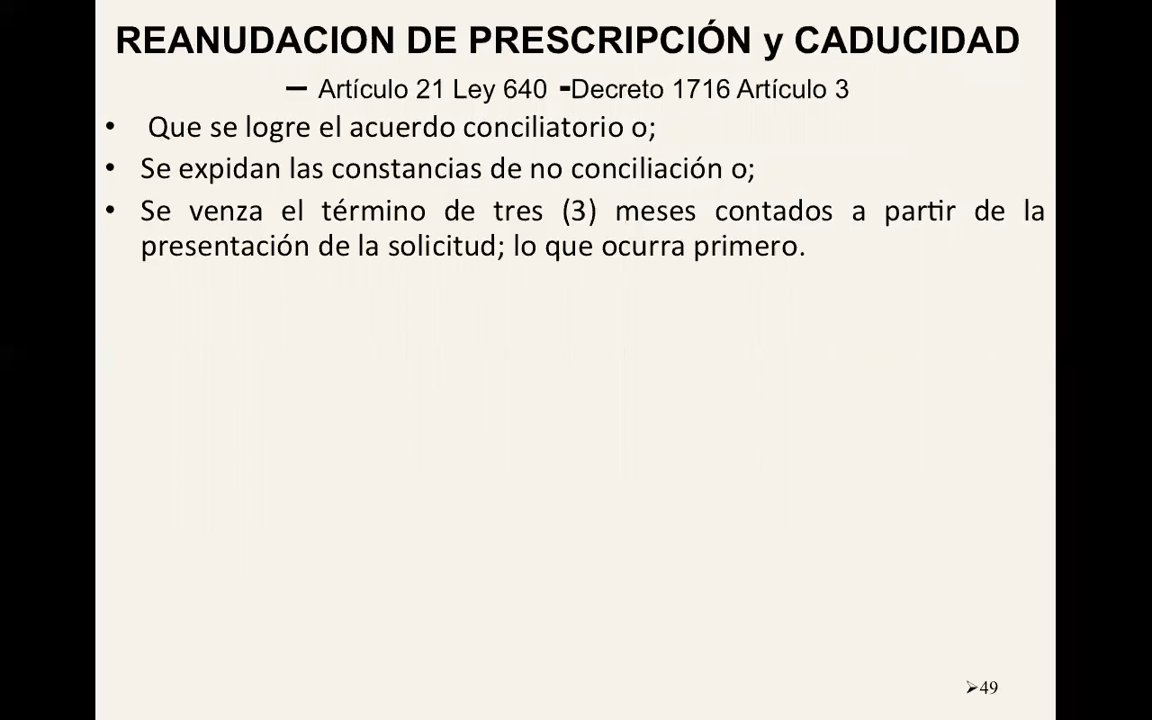 REANUDACION DE PRESCRIPCIÓN y CADUCIDAD
– Artículo 21 Ley 640 -Decreto 1716 Artículo 3
• Que se logre el acuerdo conciliatorio o;
• Se expidan las constancias de no conciliación o;
• Se venza el término de tres (3) meses contados a partir de la
presentación de la solicitud; lo que ocurra primero.
➢49